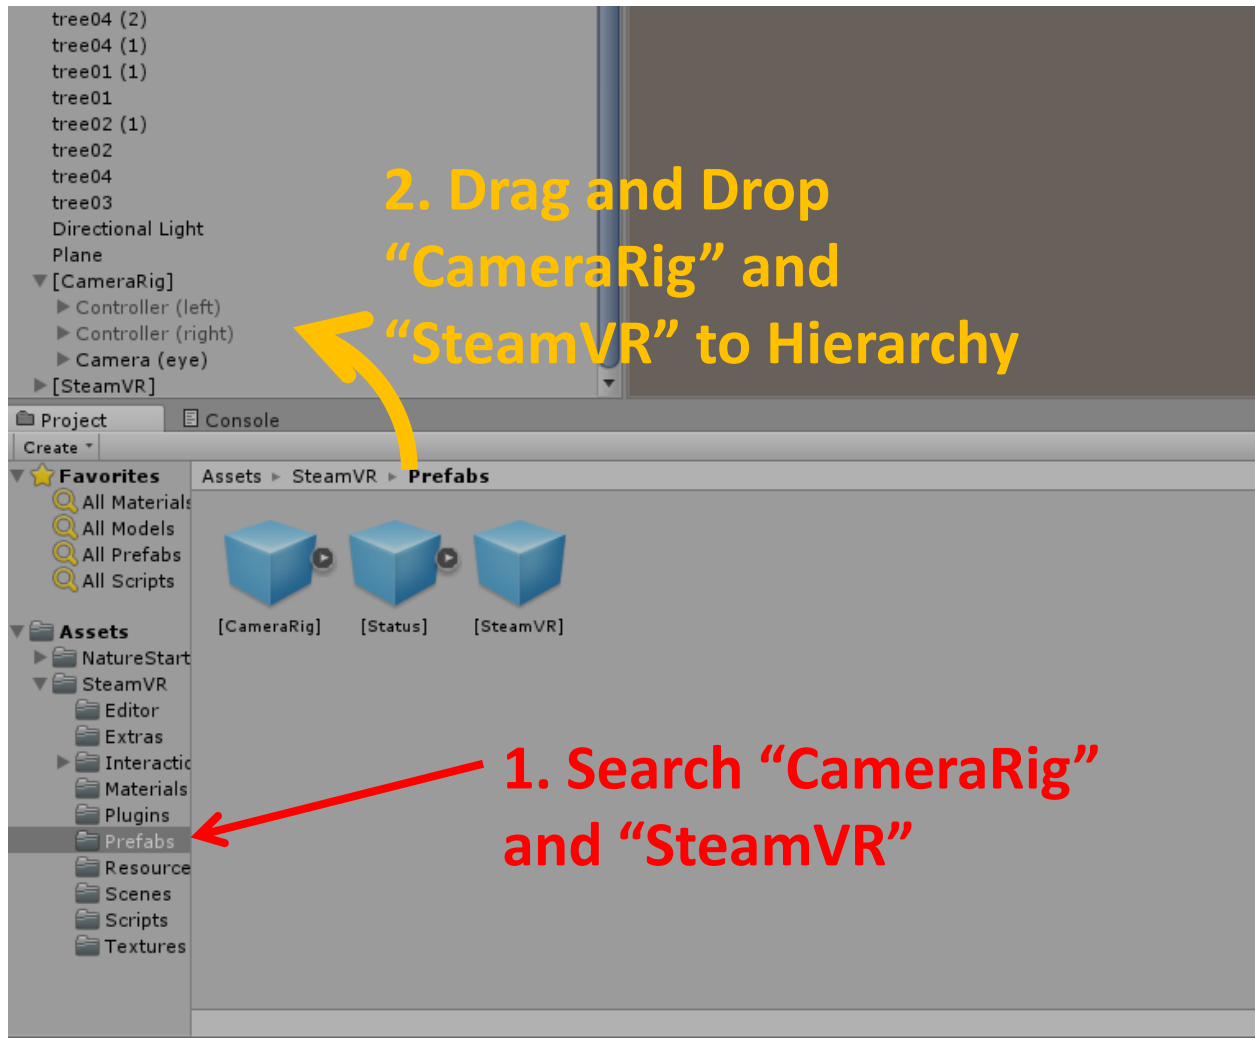 tree04 (2)
tree04 (1)
tree01 (1)
tree01
tree02 (1)
tree02
tree04
tree03
Directional Light
Plane
[CameraRig]
Controller (left)
Controller (right)
Camera (eye)
[SteamVR]
2. Drag and Drop
“CameraRig” and
“SteamVR” to Hierarchy
Project
Console
Create
Favorites
All Materials
All Models
All Prefabs
All Scripts
Assets
NatureStart
SteamVR
Editor
Extras
Interactic
Materials
Plugins
Prefabs
Resource
Scenes
Scripts
Textures
Assets SteamVR Prefabs
[CameraRig] [Status] [SteamVR]
1. Search “CameraRig”
and “SteamVR”